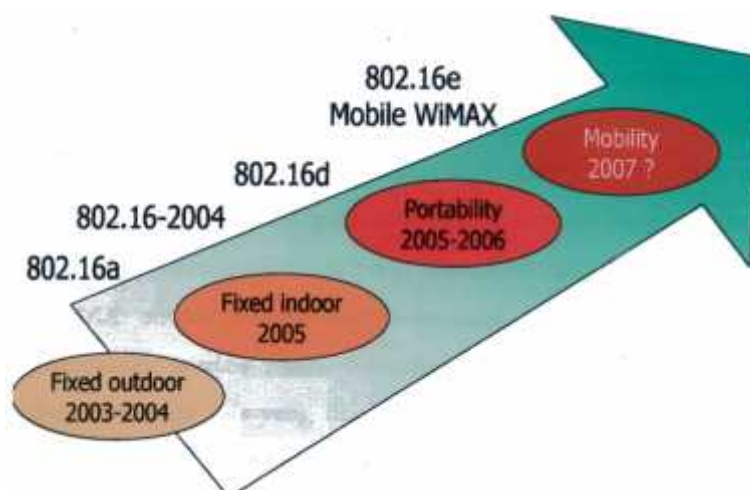 802.16e
Mobile WiMAX
Mobility
2007 ?
802.16d
Portability
2005-2006
802.16-2004
802.16a
Fixed indoor
2005
Fixed outdoor
2003-2004